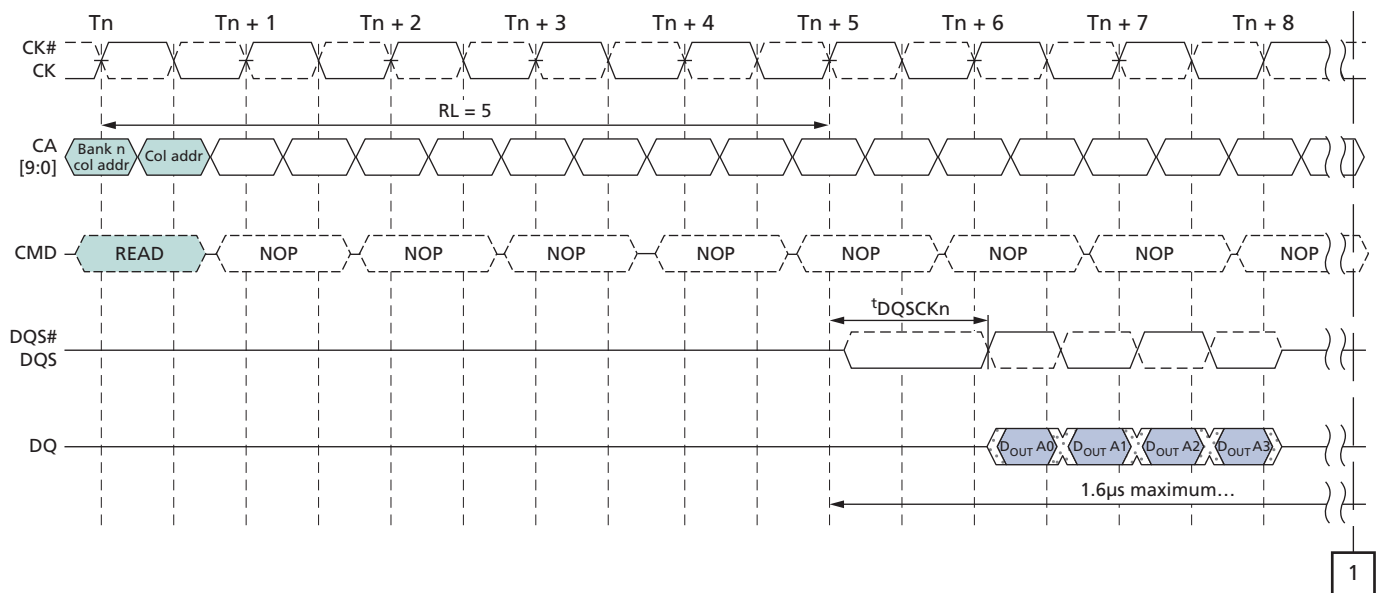 Tn Tn + 1 Tn + 2 Tn + 3 Tn + 4 Tn + 5 Tn + 6 Tn + 7 Tn + 8
CK#
CK
RL = 5
CA
[9:0]
Bank n
col addr
Col addr
CMD READ NOP NOP NOP NOP NOP NOP NOP NOP
tDQSCKn
DQS#
DQS
DQ DOUT A0 DOUT A1 DOUT A2 DOUT A3
1.6µs maximum…
1